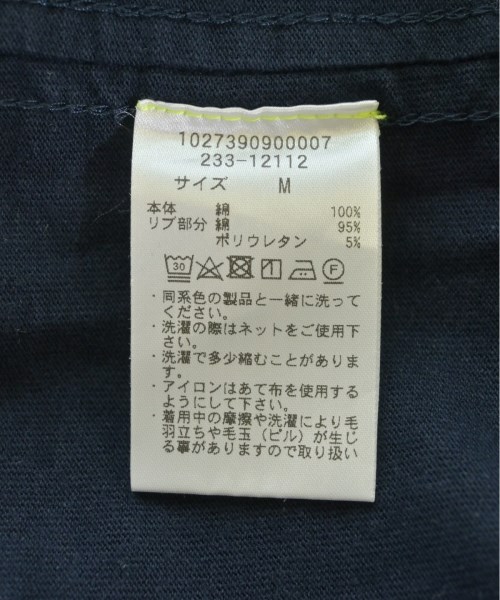 1027390900007
233-12112
サイズ M
本体 綿 100%
リブ部分 綿 95%
ポリウレタン 5%
30
F
・同系色の製品と一緒に洗って
ください。
・洗濯の際はネットをご使用下
さい。
・洗濯で多少縮むことがありま
す。
・アイロンはあて布を使用する
ようにして下さい。
・着用中の摩擦や洗濯により毛
羽立ちや毛玉（ピル）が生じ
る事がありますので取り扱い